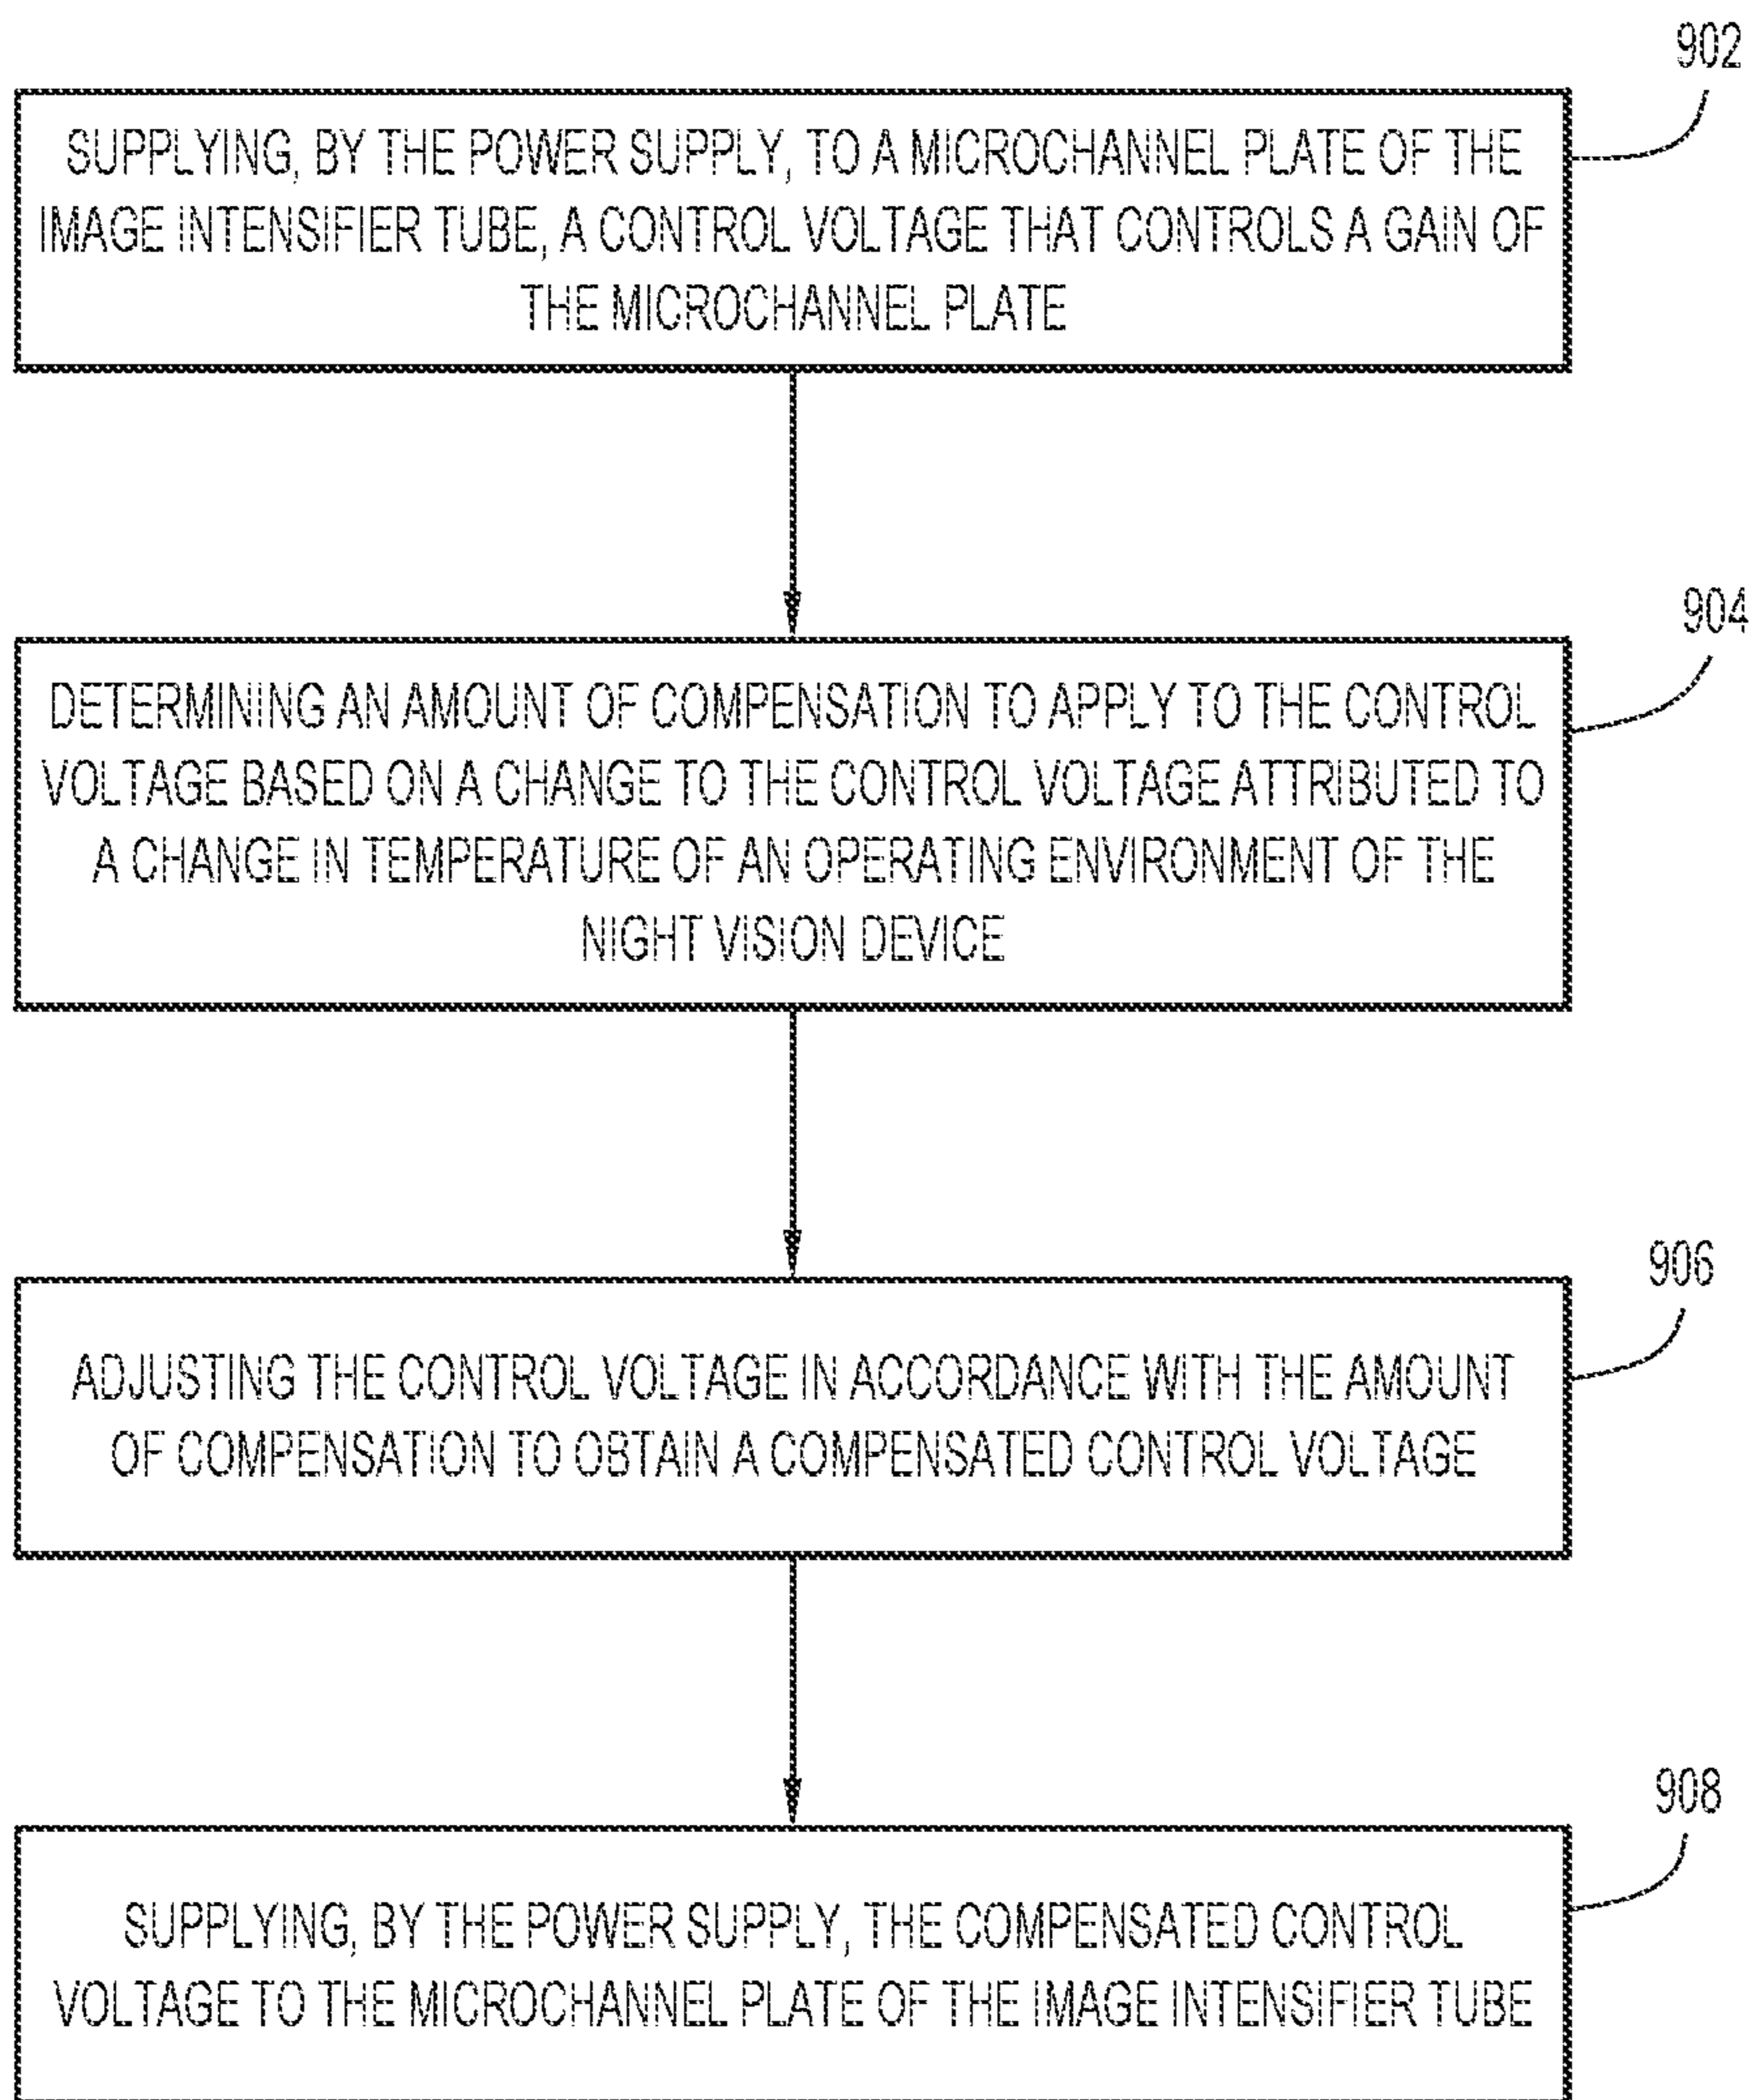 902
SUPPLYING, BY THE POWER SUPPLY, TO A MICROCHANNEL PLATE OF THE
IMAGE INTENSIFIER TUBE, A CONTROL VOLTAGE THAT CONTROLS A GAIN OF
THE MICROCHANNEL PLATE
904
DETERMINING AN AMOUNT OF COMPENSATION TO APPLY TO THE CONTROL
VOLTAGE BASED ON A CHANGE TO THE CONTROL VOLTAGE ATTRIBUTED TO
A CHANGE IN TEMPERATURE OF AN OPERATING ENVIRONMENT OF THE
NIGHT VISION DEVICE
906
ADJUSTING THE CONTROL VOLTAGE IN ACCORDANCE WITH THE AMOUNT
OF COMPENSATION TO OBTAIN A COMPENSATED CONTROL VOLTAGE
908
SUPPLYING, BY THE POWER SUPPLY, THE COMPENSATED CONTROL
VOLTAGE TO THE MICROCHANNEL PLATE OF THE IMAGE INTENSIFIER TUBE